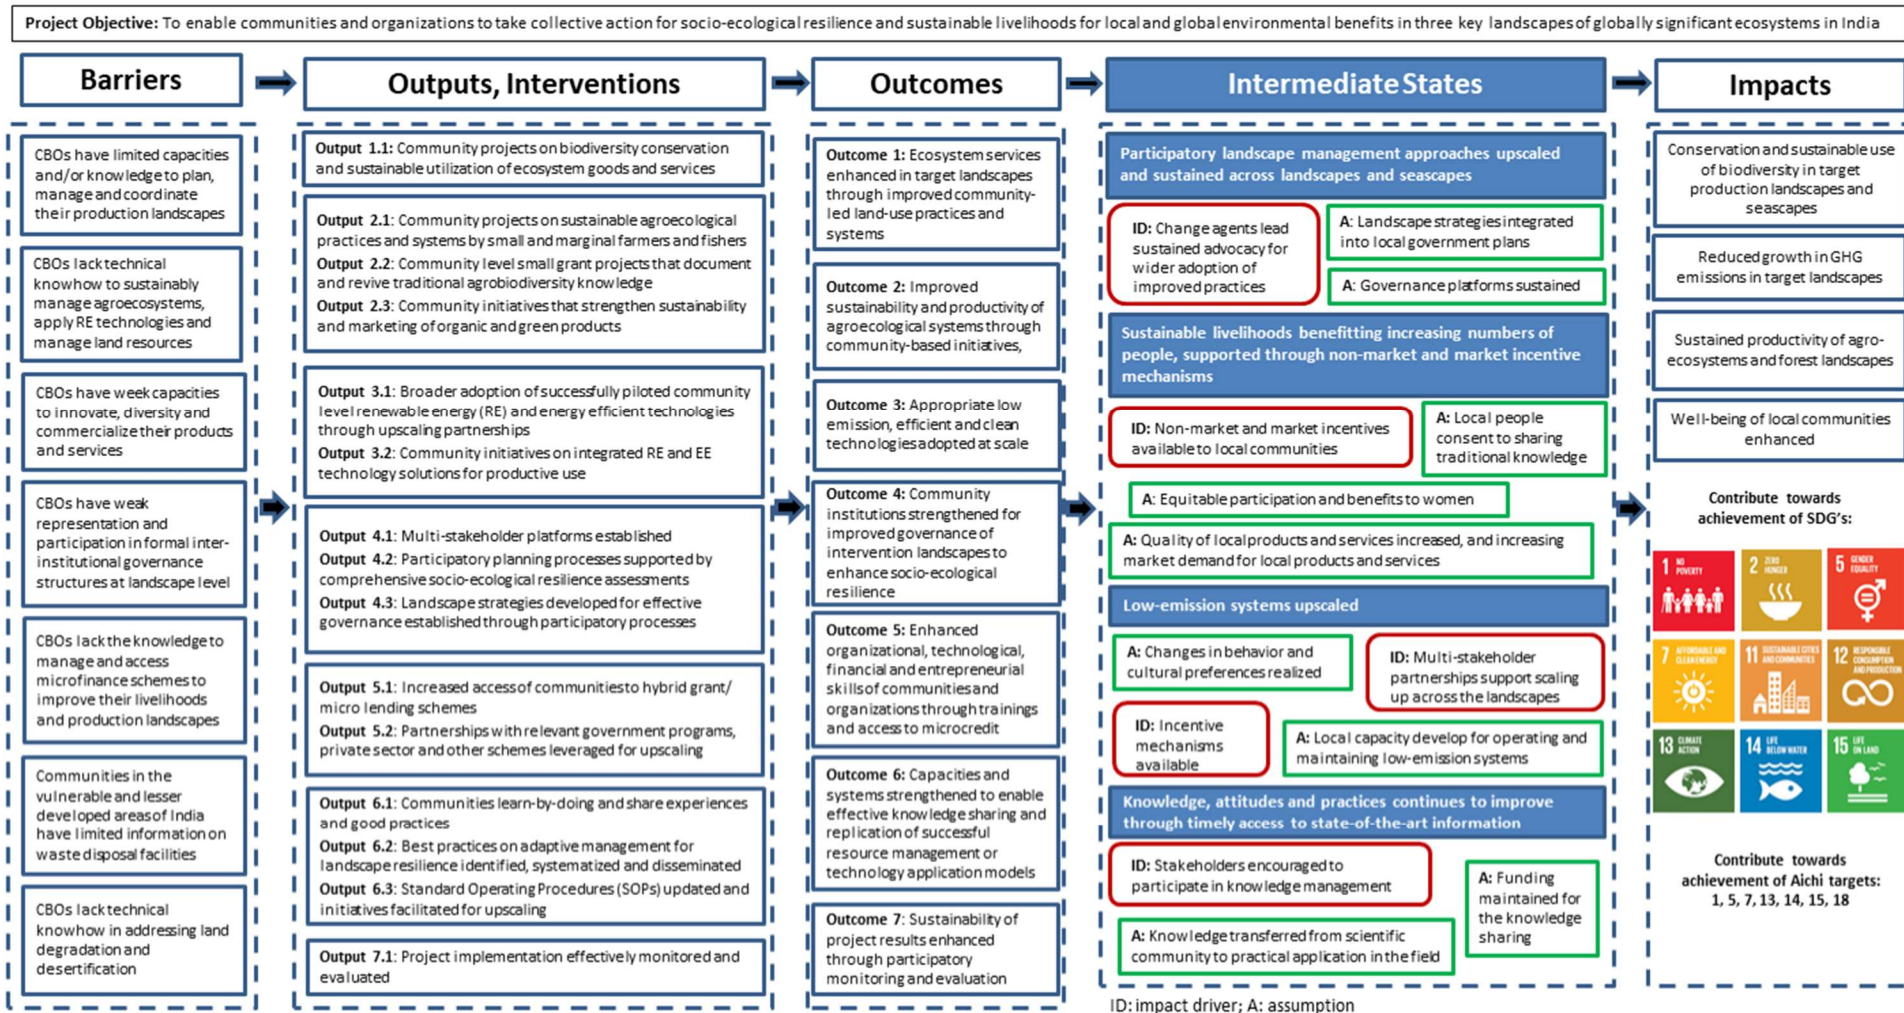 Project Objective: To enable communities and organizations to take collective action for socio-ecological resilience and sustainable livelihoods for local and global environmental benefits in three key landscapes of globally significant ecosystems in India
Barriers
CBOs have limited capacities
and/or knowledge to plan,
manage and coordinate
their production landscapes
CBOs lack technical
knowhow to sustainably
manage agroecosystems,
apply RE technologies and
manage land resources
CBOs have week capacities
to innovate, diversity and
commercialize their products
and services
CBOs have weak
representation and
participation in formal inter-
institutional governance
structures at landscape level
CBOs lack the knowledge to
manage and access
microfinance schemes to
improve their livelihoods
and production landscapes
Communities in the
vulnerable and lesser
developed areas of India
have limited information on
waste disposal facilities
CBOs lack technical
knowhow in addressing land
degradation and
desertification
Outputs, Interventions
Output 1.1: Community projects on biodiversity conservation
and sustainable utilization of ecosystem goods and services
Output 2.1: Community projects on sustainable agroecological
practices and systems by small and marginal farmers and fishers
Output 2.2: Community level small grant projects that document
and revive traditional agrobiodiversity knowledge
Output 2.3: Community initiatives that strengthen sustainability
and marketing of organic and green products
Output 3.1: Broader adoption of successfully piloted community
level renewable energy (RE) and energy efficient technologies
through upscaling partnerships
Output 3.2: Community initiatives on integrated RE and EE
technology solutions for productive use
Output 4.1: Multi-stakeholder platforms established
Output 4.2: Participatory planning processes supported by
comprehensive socio-ecological resilience assessments
Output 4.3: Landscape strategies developed for effective
governance established through participatory processes
Output 5.1: Increased access of communities to hybrid grant/
micro lending schemes
Output 5.2: Partnerships with relevant government programs,
private sector and other schemes leveraged for upscaling
Output 6.1: Communities learn-by-doing and share experiences
and good practices
Output 6.2: Best practices on adaptive management for
landscape resilience identified, systematized and disseminated
Output 6.3: Standard Operating Procedures (SOPs) updated and
initiatives facilitated for upscaling
Output 7.1: Project implementation effectively monitored and
evaluated
Outcomes
Outcome 1: Ecosystem services
enhanced in target landscapes
through improved community-
led land-use practices and
systems
Outcome 2: Improved
sustainability and productivity of
agroecological systems through
community-based initiatives,
Outcome 3: Appropriate low
emission, efficient and clean
technologies adopted at scale
Outcome 4: Community
institutions strengthened for
improved governance of
intervention landscapes to
enhance socio-ecological
resilience
Outcome 5: Enhanced
organizational, technological,
financial and entrepreneurial
skills of communities and
organizations through trainings
and access to microcredit
Outcome 6: Capacities and
systems strengthened to enable
effective knowledge sharing and
replication of successful
resource management or
technology application models
Outcome 7: Sustainability of
project results enhanced
through participatory
monitoring and evaluation
Intermediate States
Participatory landscape management approaches upscaled
and sustained across landscapes and seascapes
ID: Change agents lead
sustained advocacy for
wider adoption of
improved practices
A: Landscape strategies integrated
into local government plans
A: Governance platforms sustained
Sustainable livelihoods benefitting increasing numbers of
people, supported through non-market and market incentive
mechanisms
ID: Non-market and market incentives
available to local communities
A: Local people
consent to sharing
traditional knowledge
A: Equitable participation and benefits to women
A: Quality of local products and services increased, and increasing
market demand for local products and services
Low-emission systems upscaled
A: Changes in behavior and
cultural preferences realized
ID: Multi-stakeholder
partnerships support scaling
up across the landscapes
ID: Incentive
mechanisms
available
A: Local capacity develop for operating and
maintaining low-emission systems
Knowledge, attitudes and practices continues to improve
through timely access to state-of-the-art information
ID: Stakeholders encouraged to
participate in knowledge management
A: Funding
maintained for
the knowledge
sharing
A: Knowledge transferred from scientific
community to practical application in the field
ID: impact driver; A: assumption
Impacts
Conservation and sustainable use
of biodiversity in target
production landscapes and
seascapes
Reduced growth in GHG
emissions in target landscapes
Sustained productivity of agro-
ecosystems and forest landscapes
Well-being of local communities
enhanced
Contribute towards
achievement of SDG's:
1 NO
POVERTY
2 ZERO
HUNGER
5 GENDER
EQUALITY
7 AFFORDABLE AND
CLEAN ENERGY
11 SUSTAINABLE CITIES
AND COMMUNITIES
12 RESPONSIBLE
CONSUMPTION
AND PRODUCTION
13 CLIMATE
ACTION
14 LIFE
BELOW WATER
15 LIFE
ON LAND
Contribute towards
achievement of Aichi targets:
1, 5, 7, 13, 14, 15, 18